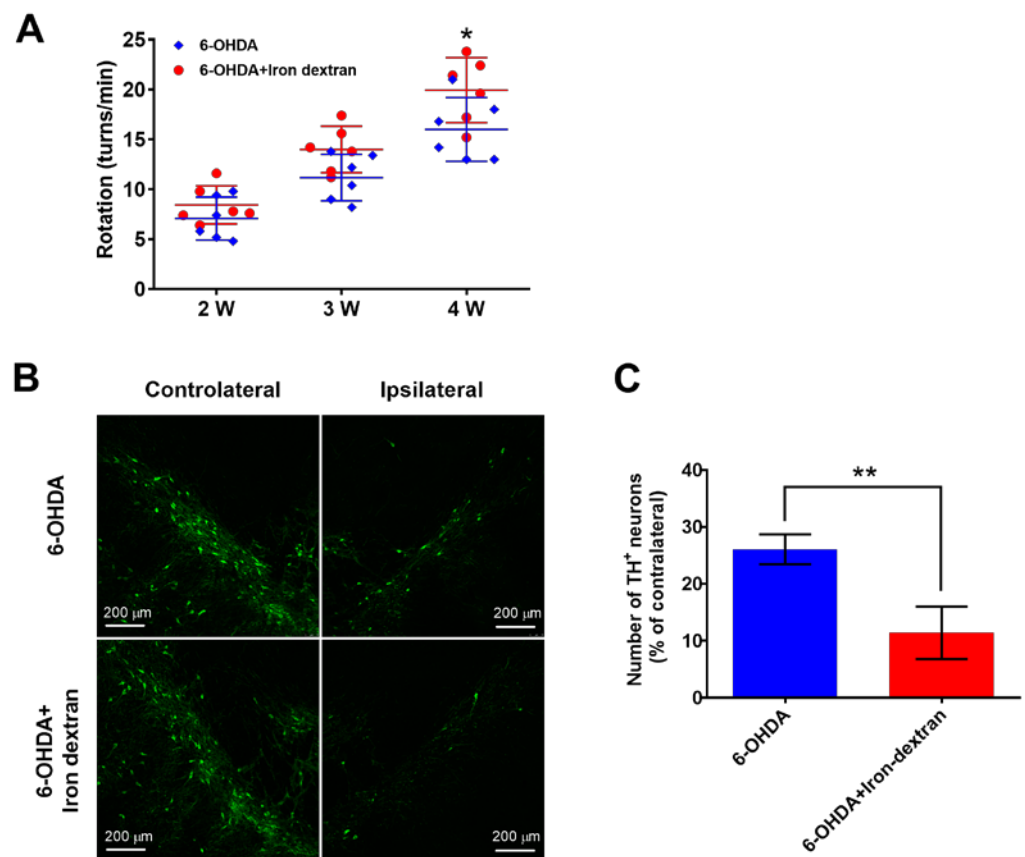 A
*
25
20
15
10
5
0
Rotation (turns/min)
6-OHDA
6-OHDA+Iron dextran
2 W
3 W
4 W
B
Controlateral
Ipsilateral
6-OHDA
200 μm
200 μm
6-OHDA+
Iron dextran
200 μm
200 μm
C
**
40
30
20
10
0
Number of TH⁺ neurons
(% of contralateral)
6-OHDA
6-OHDA+Iron-dextran